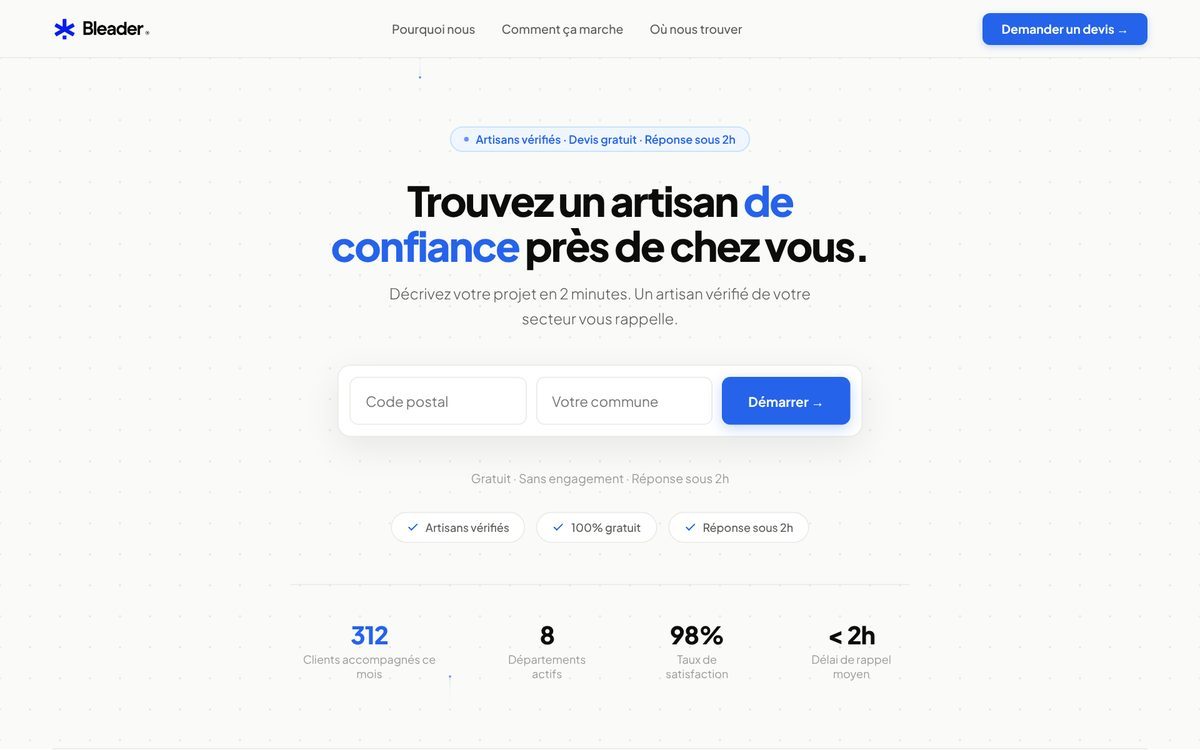 Bleader
Pourquoi nous
Comment ça marche
Où nous trouver
Demander un devis →
Artisans vérifiés · Devis gratuit · Réponse sous 2h
Trouvez un artisan de
confiance près de chez vous.
Décrivez votre projet en 2 minutes. Un artisan vérifié de votre
secteur vous rappelle.
Code postal
Votre commune
Démarrer →
Gratuit · Sans engagement · Réponse sous 2h
✓ Artisans vérifiés
✓ 100% gratuit
✓ Réponse sous 2h
312
Clients accompagnés ce
mois
8
Départements
actifs
98%
Taux de
satisfaction
< 2h
Délai de rappel
moyen